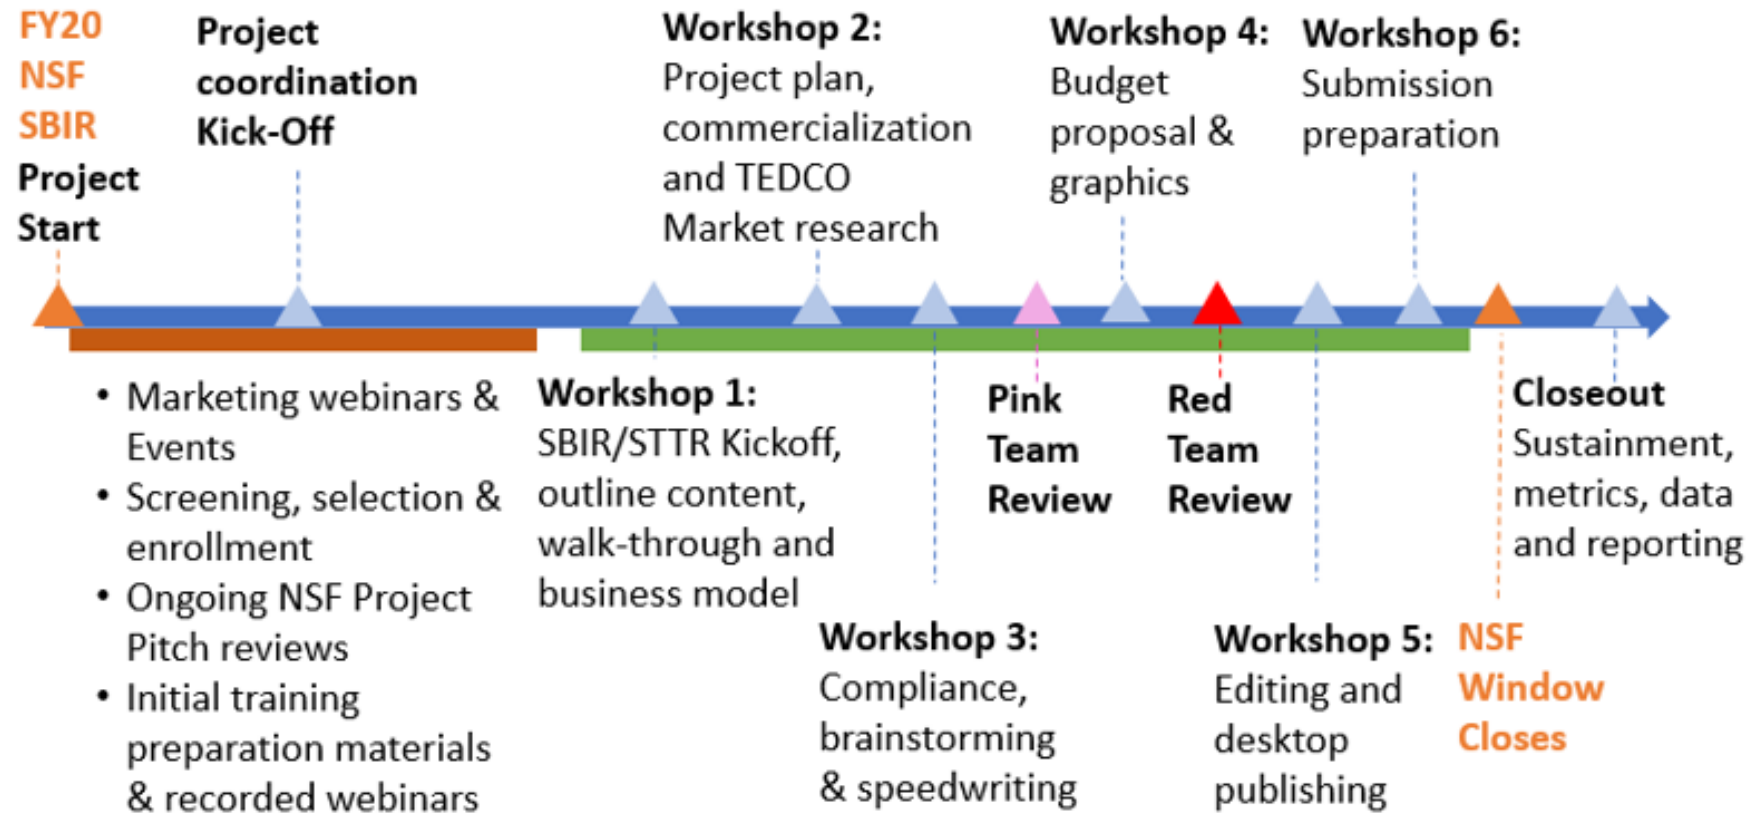 FY20
NSF
SBIR
Project
Start
Project
coordination
Kick-Off
Workshop 2:
Project plan,
commercialization
and TEDCO
Market research
Workshop 4:
Budget
proposal &
graphics
Workshop 6:
Submission
preparation
• Marketing webinars &
Events
• Screening, selection &
enrollment
• Ongoing NSF Project
Pitch reviews
• Initial training
preparation materials
& recorded webinars
Workshop 1:
SBIR/STTR Kickoff,
outline content,
walk-through and
business model
Workshop 3:
Compliance,
brainstorming
& speedwriting
Pink
Team
Review
Red
Team
Review
Workshop 5:
Editing and
desktop
publishing
NSF
Window
Closes
Closeout
Sustainment,
metrics, data
and reporting